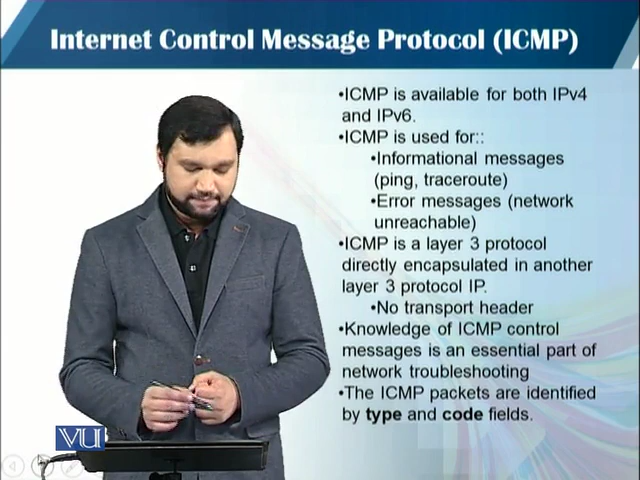 Internet Control Message Protocol (ICMP)
•ICMP is available for both IPv4
and IPv6.
•ICMP is used for::
•Informational messages
(ping, traceroute)
•Error messages (network
unreachable)
•ICMP is a layer 3 protocol
directly encapsulated in another
layer 3 protocol IP.
•No transport header
•Knowledge of ICMP control
messages is an essential part of
network troubleshooting
•The ICMP packets are identified
by type and code fields.
VU